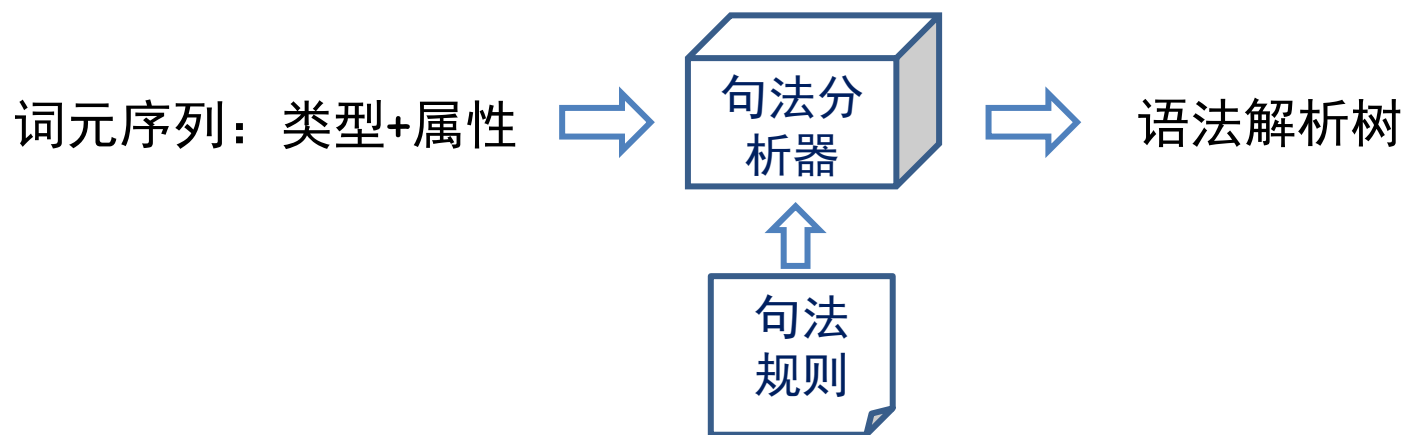 词元序列：类型+属性
句法分
析器
语法解析树
句法
规则